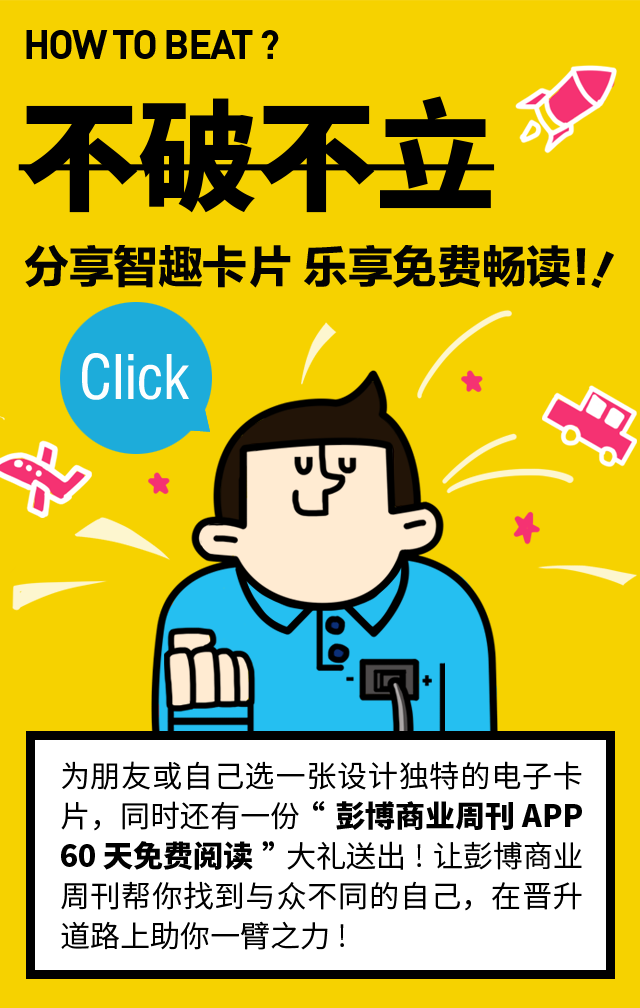 HOW TO BEAT ?
不破不立
分享智趣卡片 乐享免费畅读!!
Click
- +
为朋友或自己选一张设计独特的电子卡
片，同时还有一份“彭博商业周刊 APP
60 天免费阅读”大礼送出！让彭博商业
周刊帮你找到与众不同的自己，在晋升
道路上助你一臂之力！